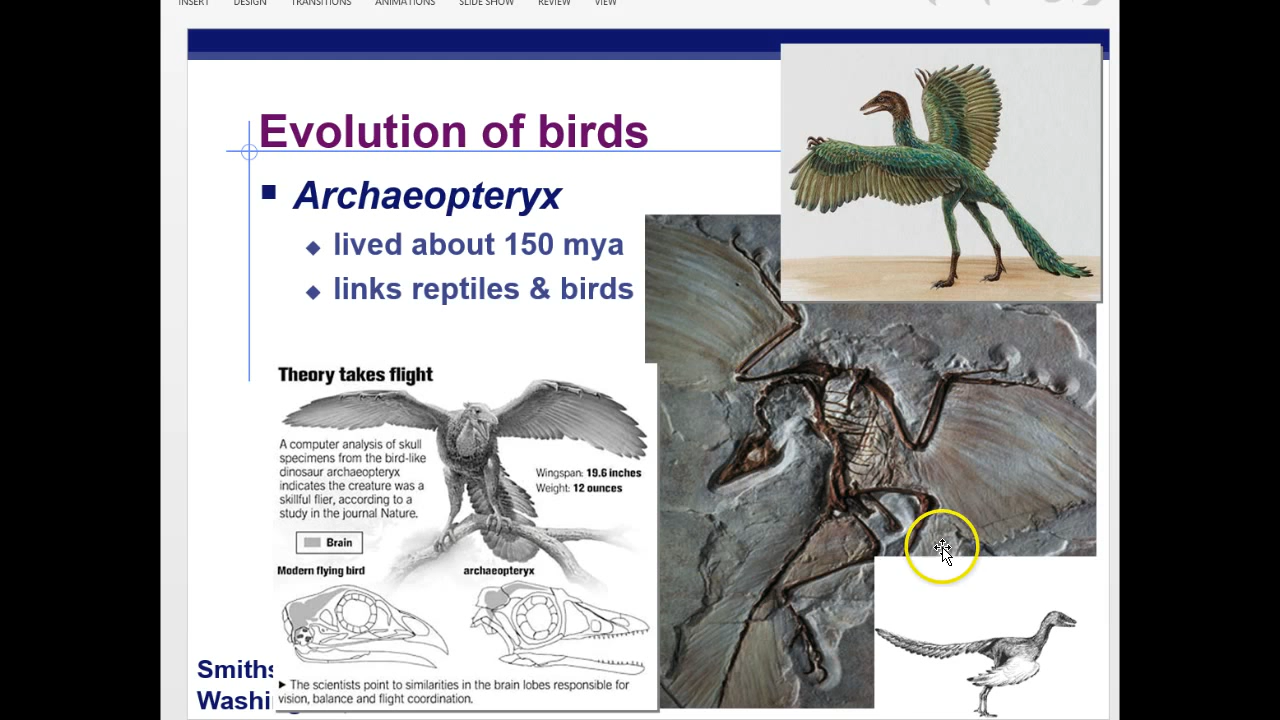 INSERT DESIGN TRANSITIONS ANIMATIONS SLIDE SHOW REVIEW VIEW
Evolution of birds
Archaeopteryx
lived about 150 mya
links reptiles & birds
Theory takes flight
A computer analysis of skull
specimens from the bird-like
dinosaur archaeopteryx
indicates the creature was a
skillful flier, according to a
study in the journal Nature.
Wingspan: 19.6 inches
Weight: 12 ounces
Brain
Modern flying bird
archaeopteryx
► The scientists point to similarities in the brain lobes responsible for
vision, balance and flight coordination.
Smiths
Washi